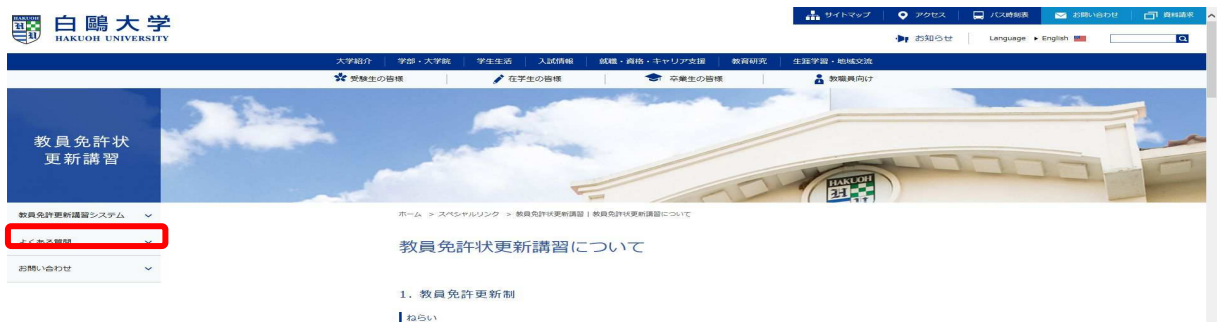 白鷗大学
HAKUOH UNIVERSITY
サイトマップ
アクセス
バス時刻表
お問い合わせ
資料請求
お知らせ
Language ▸ English
大学紹介
学部・大学院
学生生活
入試情報
就職・資格・キャリア支援
教育研究
生涯学習・地域交流
受験生の皆様
在学生の皆様
卒業生の皆様
教職員向け
教員免許状
更新講習
HAKUOH
教員免許更新講習システム
よくある質問
お問い合わせ
ホーム > スペシャルリンク > 教員免許状更新講習 | 教員免許状更新講習について
教員免許状更新講習について
1. 教員免許更新制
ねらい